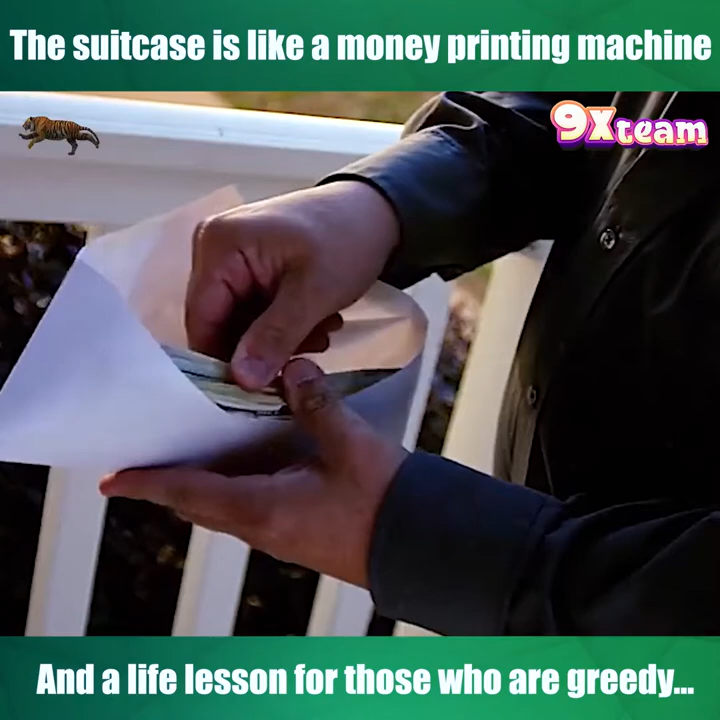 The suitcase is like a money printing machine
9Xteam
And a life lesson for those who are greedy...